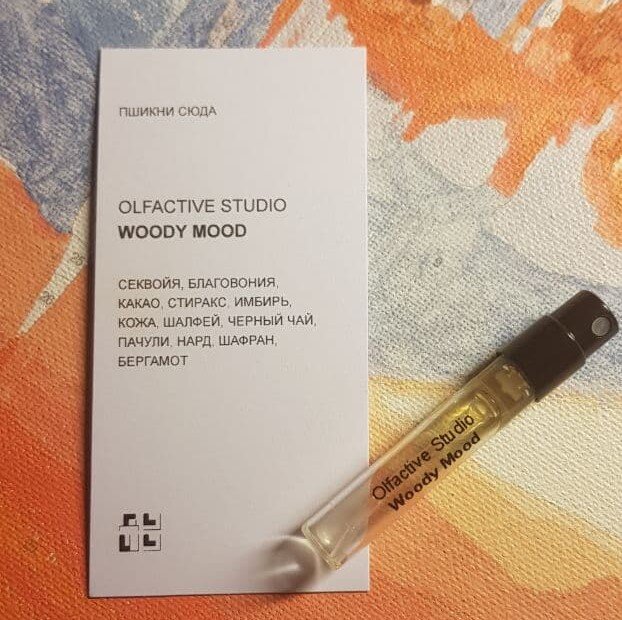 ПШИКНИ СЮДА
OLFACTIVE STUDIO
WOODY MOOD
СЕКВОЙЯ, БЛАГОВОНИЯ,
КАКАО, СТИРАКС, ИМБИРЬ,
КОЖА, ШАЛФЕЙ, ЧЕРНЫЙ ЧАЙ,
ПАЧУЛИ, НАРД, ШАФРАН,
БЕРГАМОТ
Olfactive Studio
Woody Mood